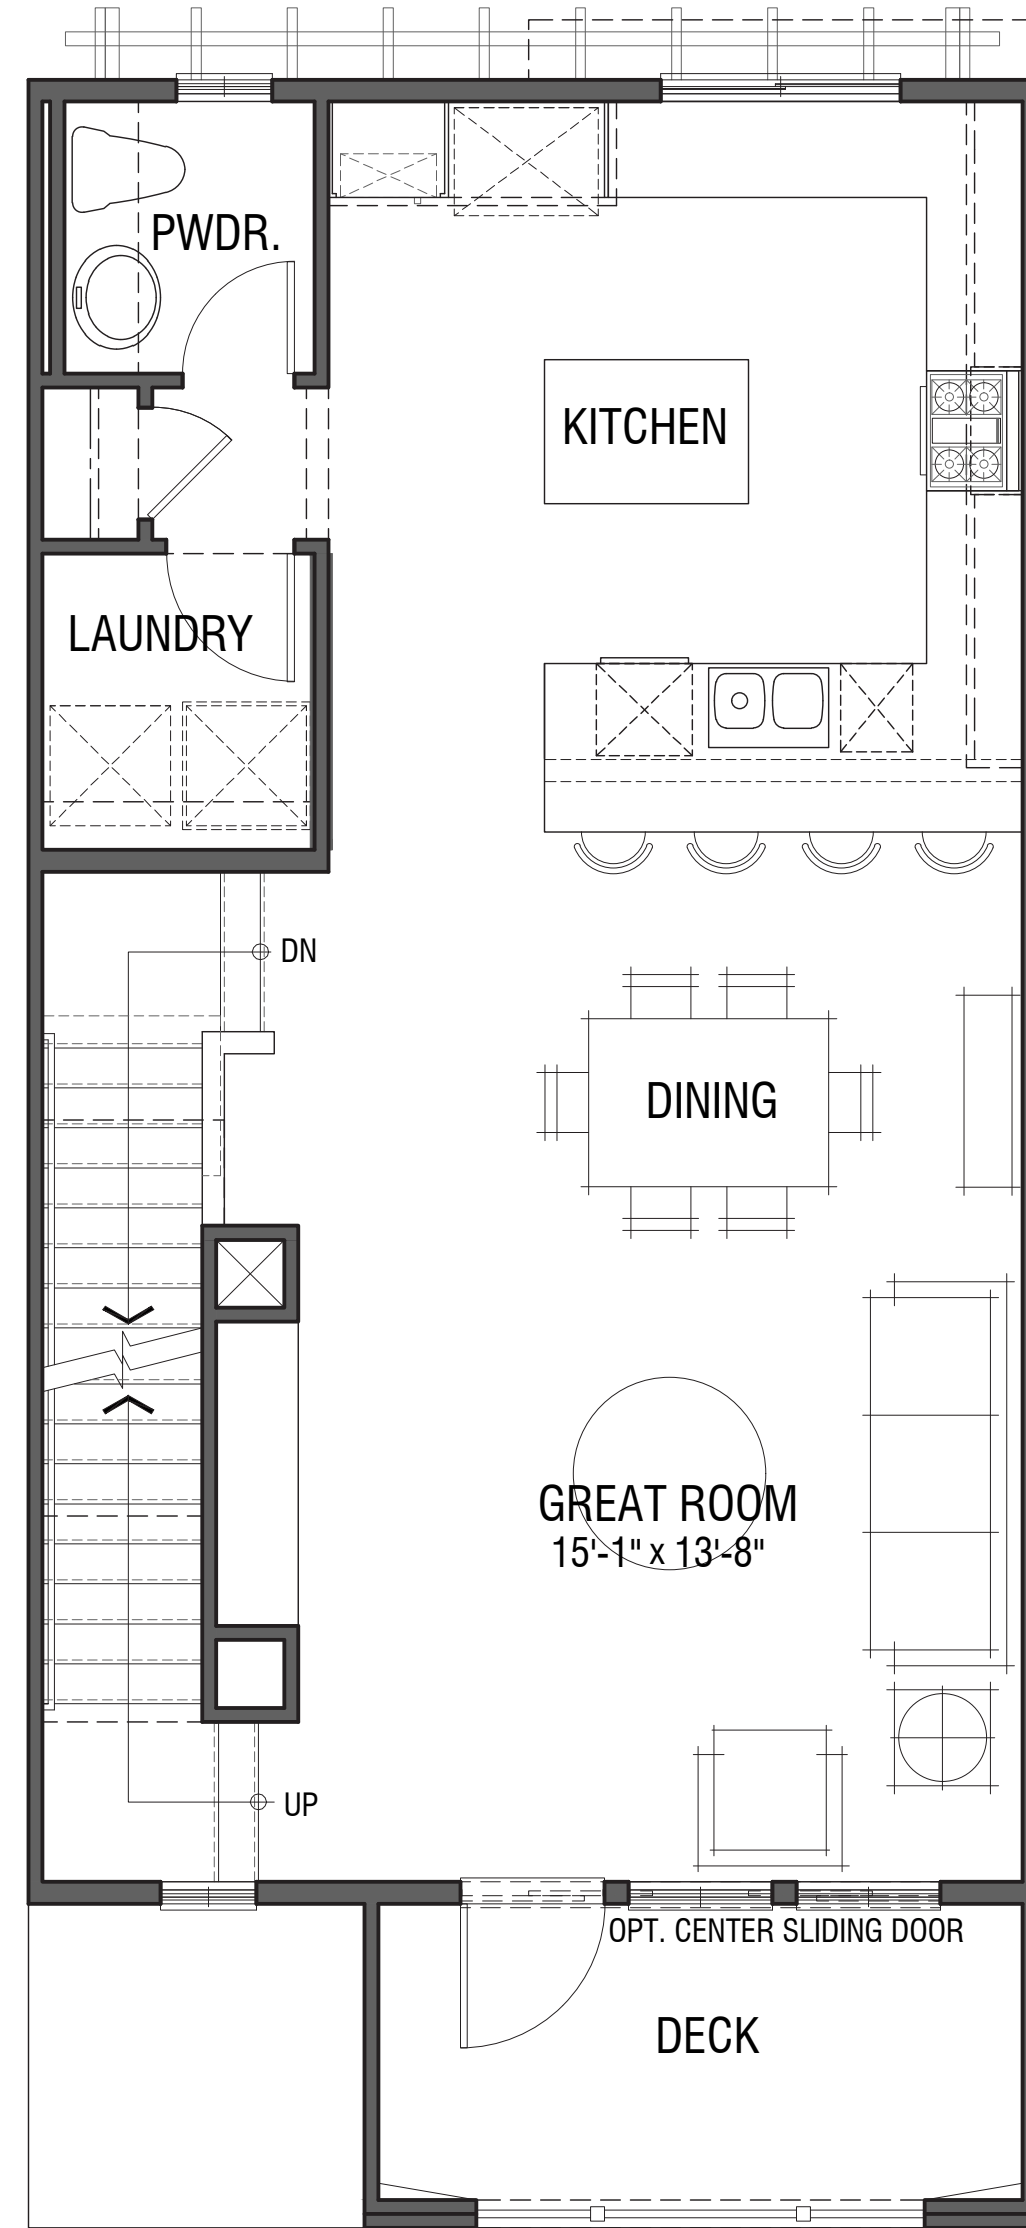 PWDR.
KITCHEN
LAUNDRY
DN
DINING
GREAT ROOM
15'-1" x 13'-8"
UP
OPT. CENTER SLIDING DOOR
DECK